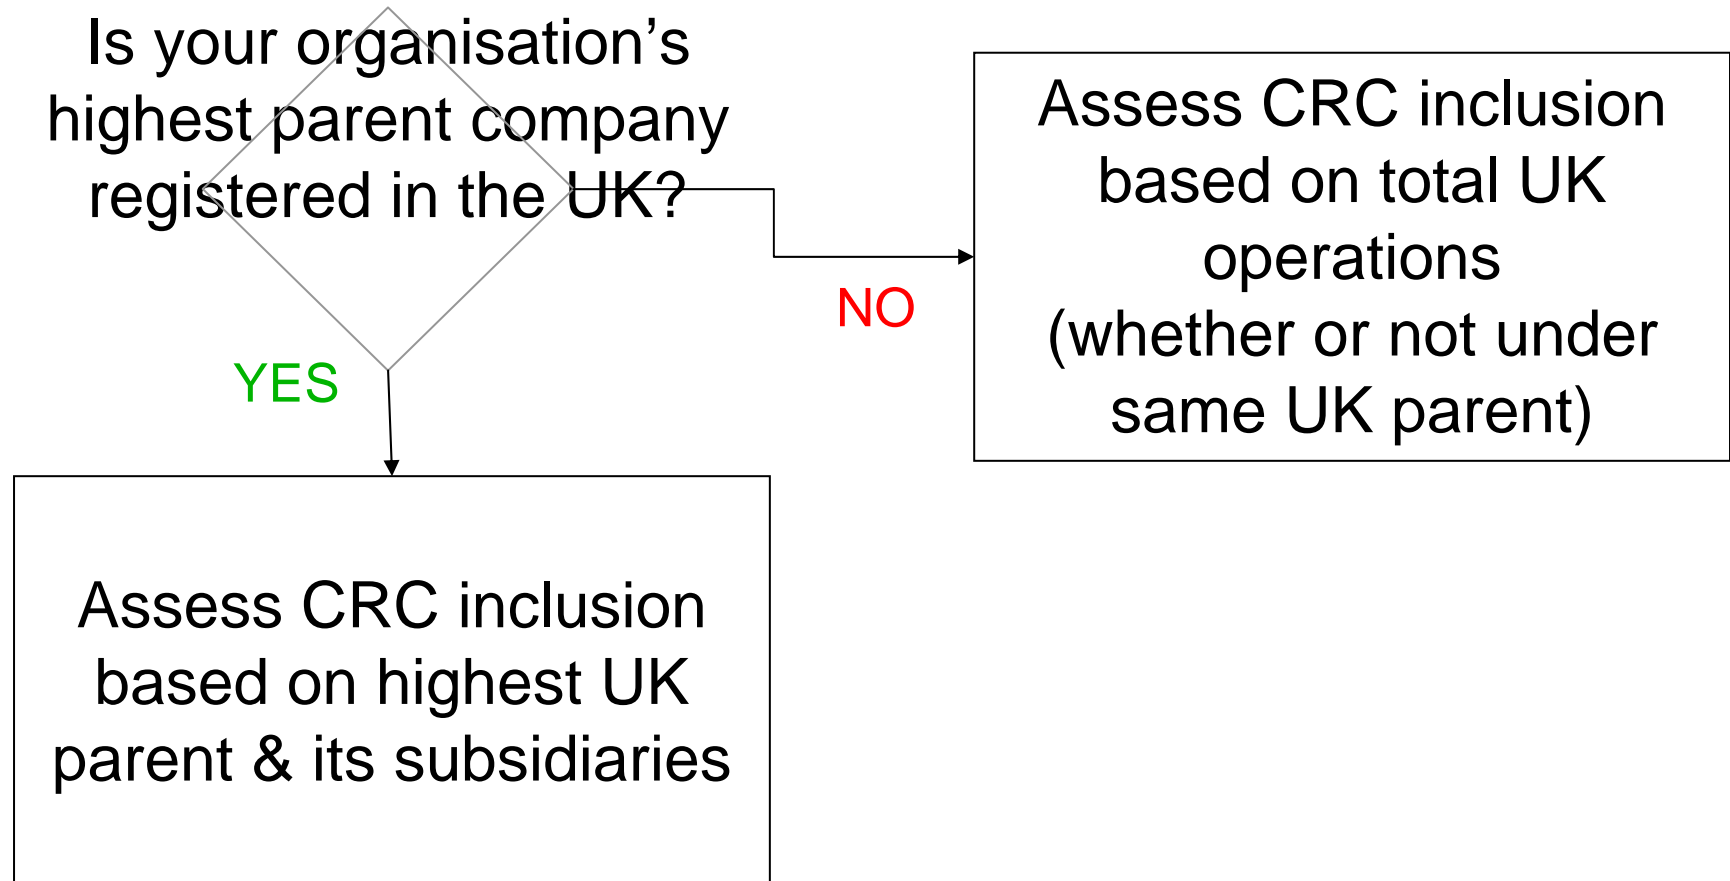 Is your organisation’s
highest parent company
registered in the UK?
Assess CRC inclusion
based on total UK
operations
(whether or not under
same UK parent)
NO
YES
Assess CRC inclusion
based on highest UK
parent & its subsidiaries